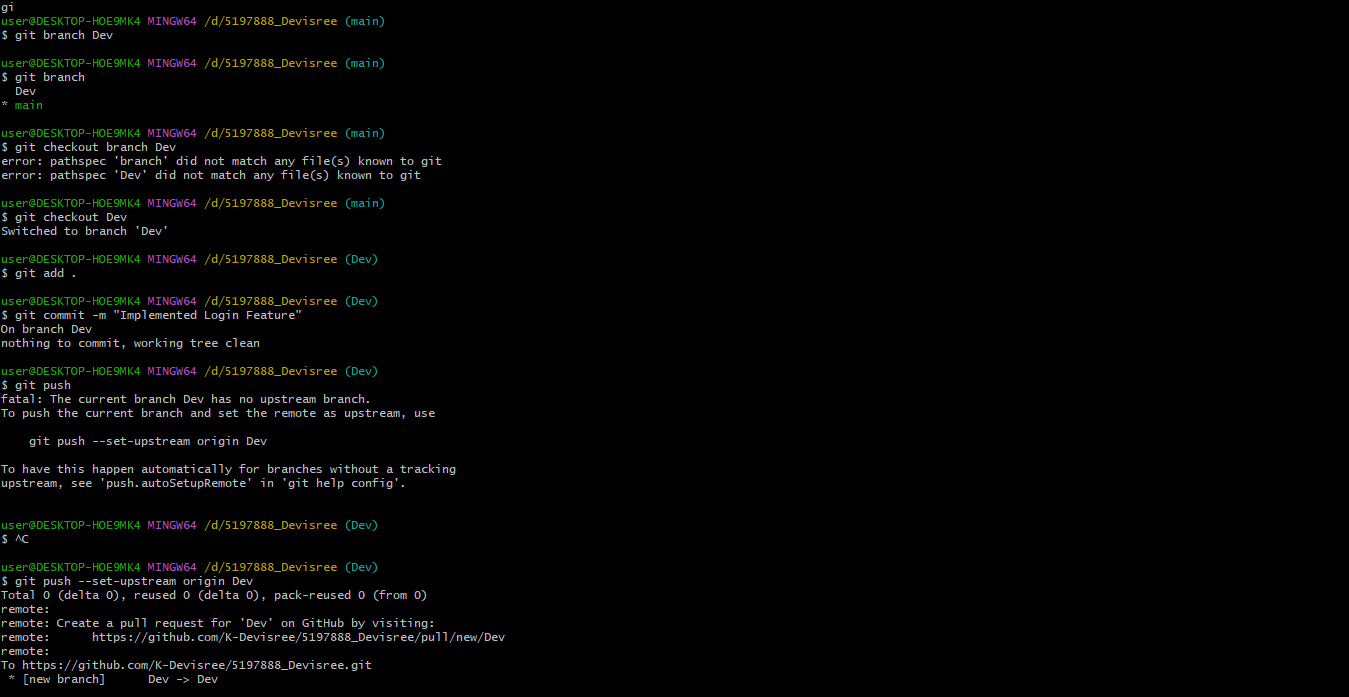 gi
user@DESKTOP-HOE9MK4 MINGW64 /d/5197888_Devisree (main)
$ git branch Dev
user@DESKTOP-HOE9MK4 MINGW64 /d/5197888_Devisree (main)
$ git branch
  Dev
* main
user@DESKTOP-HOE9MK4 MINGW64 /d/5197888_Devisree (main)
$ git checkout branch Dev
error: pathspec 'branch' did not match any file(s) known to git
error: pathspec 'Dev' did not match any file(s) known to git
user@DESKTOP-HOE9MK4 MINGW64 /d/5197888_Devisree (main)
$ git checkout Dev
Switched to branch 'Dev'
user@DESKTOP-HOE9MK4 MINGW64 /d/5197888_Devisree (Dev)
$ git add .
user@DESKTOP-HOE9MK4 MINGW64 /d/5197888_Devisree (Dev)
$ git commit -m "Implemented Login Feature"
On branch Dev
nothing to commit, working tree clean
user@DESKTOP-HOE9MK4 MINGW64 /d/5197888_Devisree (Dev)
$ git push
fatal: The current branch Dev has no upstream branch.
To push the current branch and set the remote as upstream, use
    git push --set-upstream origin Dev
To have this happen automatically for branches without a tracking
upstream, see 'push.autoSetupRemote' in 'git help config'.
user@DESKTOP-HOE9MK4 MINGW64 /d/5197888_Devisree (Dev)
$ ^C
user@DESKTOP-HOE9MK4 MINGW64 /d/5197888_Devisree (Dev)
$ git push --set-upstream origin Dev
Total 0 (delta 0), reused 0 (delta 0), pack-reused 0 (from 0)
remote:
remote: Create a pull request for 'Dev' on GitHub by visiting:
remote:      https://github.com/K-Devisree/5197888_Devisree/pull/new/Dev
remote:
To https://github.com/K-Devisree/5197888_Devisree.git
 * [new branch]      Dev -> Dev